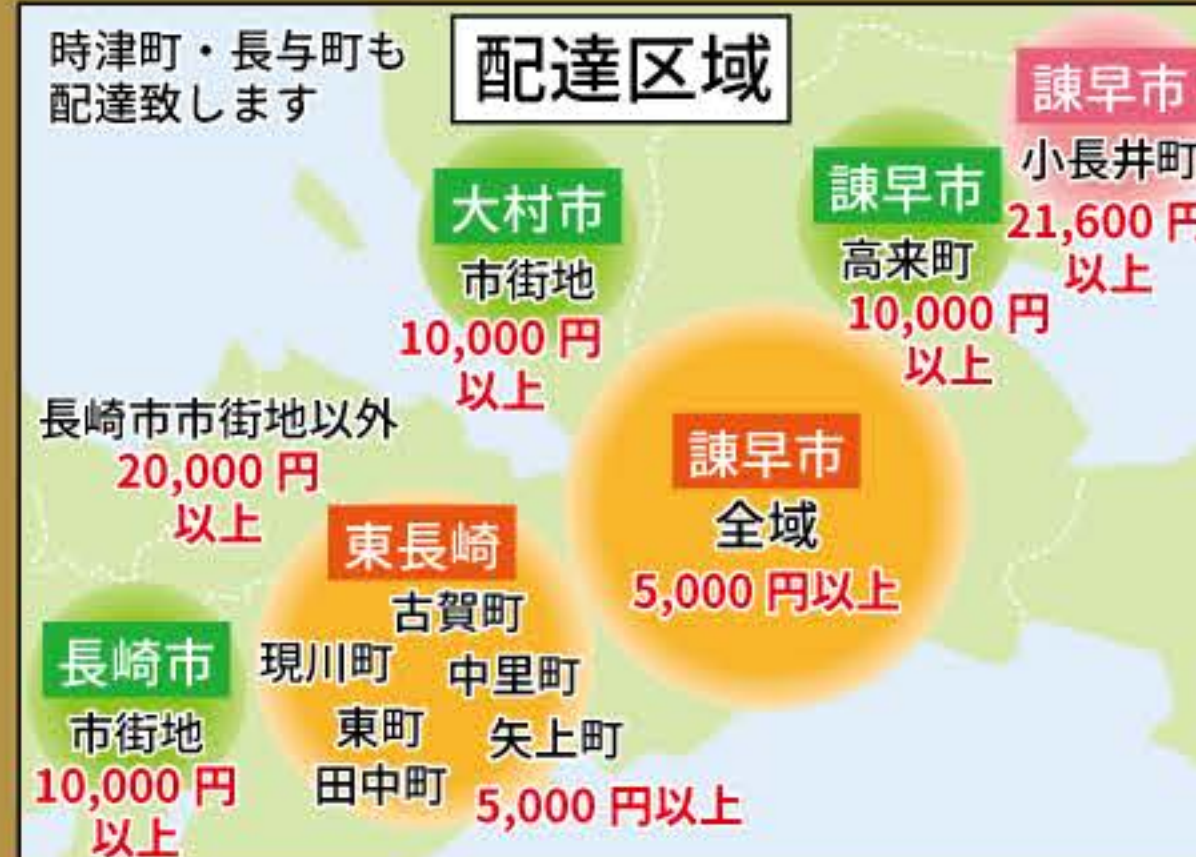 時津町・長与町も
配達致します
配達区域
大村市
市街地
10,000 円
以上
諫早市
高来町
10,000 円
以上
諫早市
小長井町
21,600 円
以上
長崎市市街地以外
20,000 円
以上
諫早市
全域
5,000 円以上
東長崎
古賀町
現川町
中里町
東町
矢上町
田中町
5,000 円以上
長崎市
市街地
10,000 円
以上